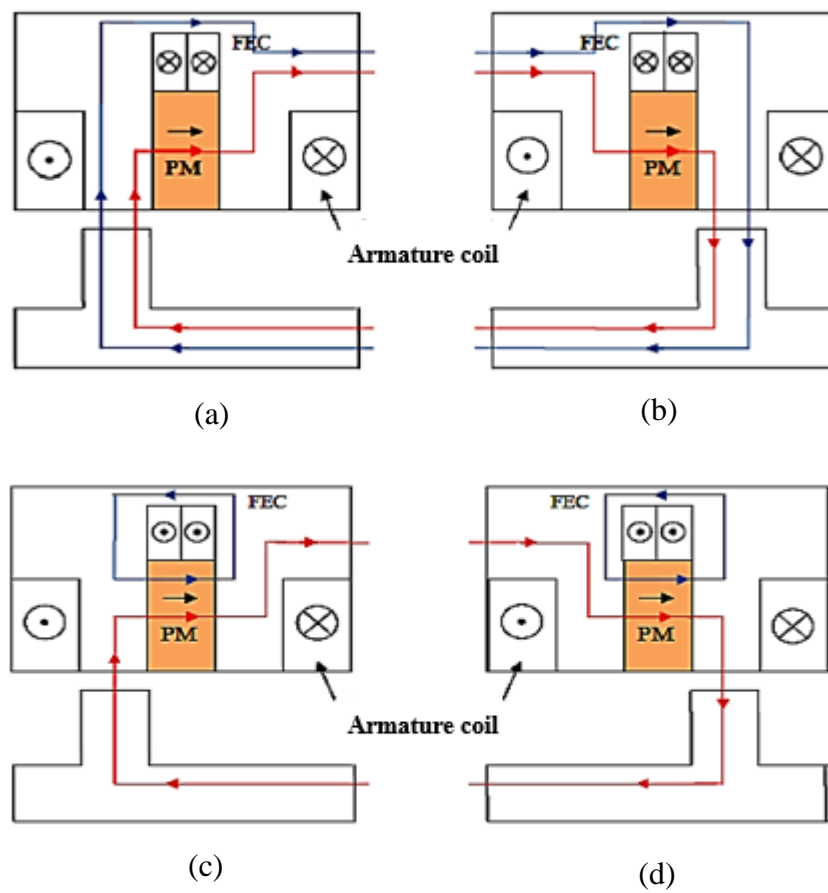 FEC FEC
PM PM
Armature coil
(a) (b)
FEC FEC
PM PM
Armature coil
(c) (d)